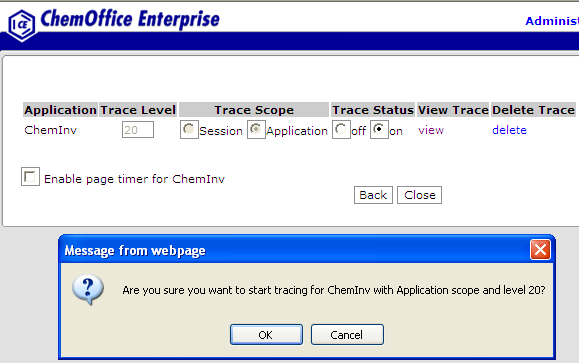 CE ChemOffice Enterprise
Adminis
Application Trace Level Trace Scope Trace Status View Trace Delete Trace
ChemInv 20 Session Application off on view delete
Enable page timer for ChemInv
Back Close
Message from webpage
Are you sure you want to start tracing for ChemInv with Application scope and level 20?
OK Cancel